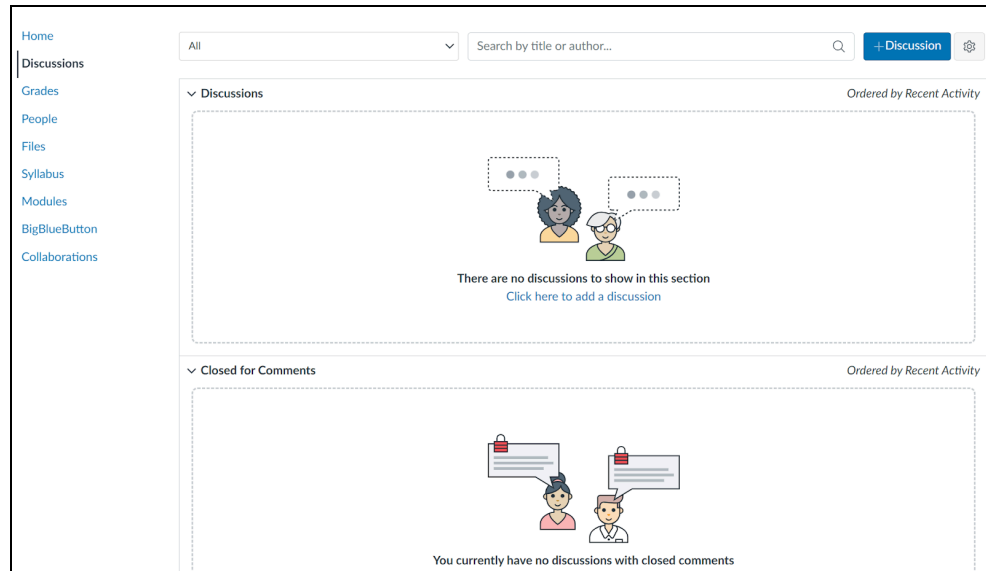 Home
Discussions
Grades
People
Files
Syllabus
Modules
BigBlueButton
Collaborations
All
Search by title or author...
+Discussion
Discussions
Ordered by Recent Activity
There are no discussions to show in this section
Click here to add a discussion
Closed for Comments
Ordered by Recent Activity
You currently have no discussions with closed comments